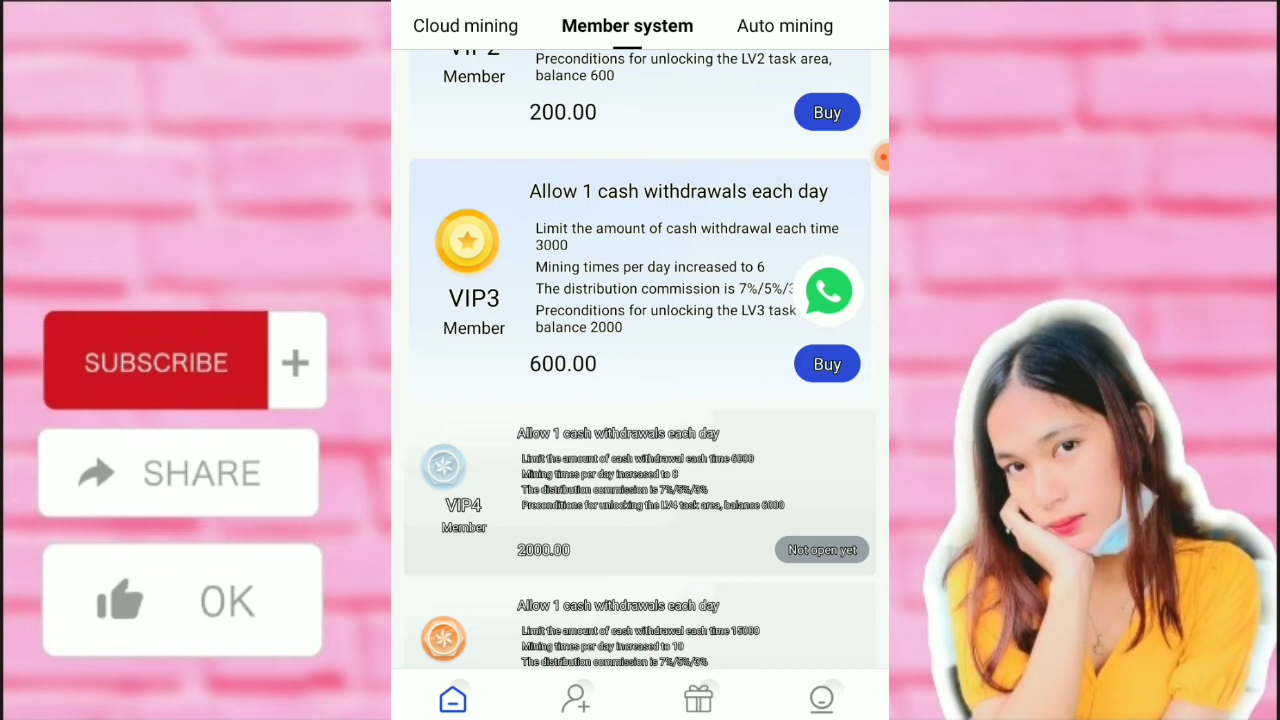 Cloud mining
Member system
Auto mining
Preconditions for unlocking the LV2 task area,
Member
balance 600
200.00
Buy
Allow 1 cash withdrawals each day
Limit the amount of cash withdrawal each time
3000
Mining times per day increased to 6
The distribution commission is 7%/5%/
VIP3
Preconditions for unlocking the LV3 task
Member
balance 2000
600.00
Buy
SUBSCRIBE +
SHARE
0K
Allow 1 cash withdrawals each day
Limit the amount of cash withdrawal each time 6000
Mining times per day increased to 8
The distribution commission is 7%/5%/3%
VIP4
Preconditions for unlocking the LV4 task area, balance 6000
Member
2000.00
Not open yet
Allow 1 cash withdrawals each day
Limit the amount of cash withdrawal each time 15000
Mining times per day increased to 10
The distribution commission is 7%/5%/3%